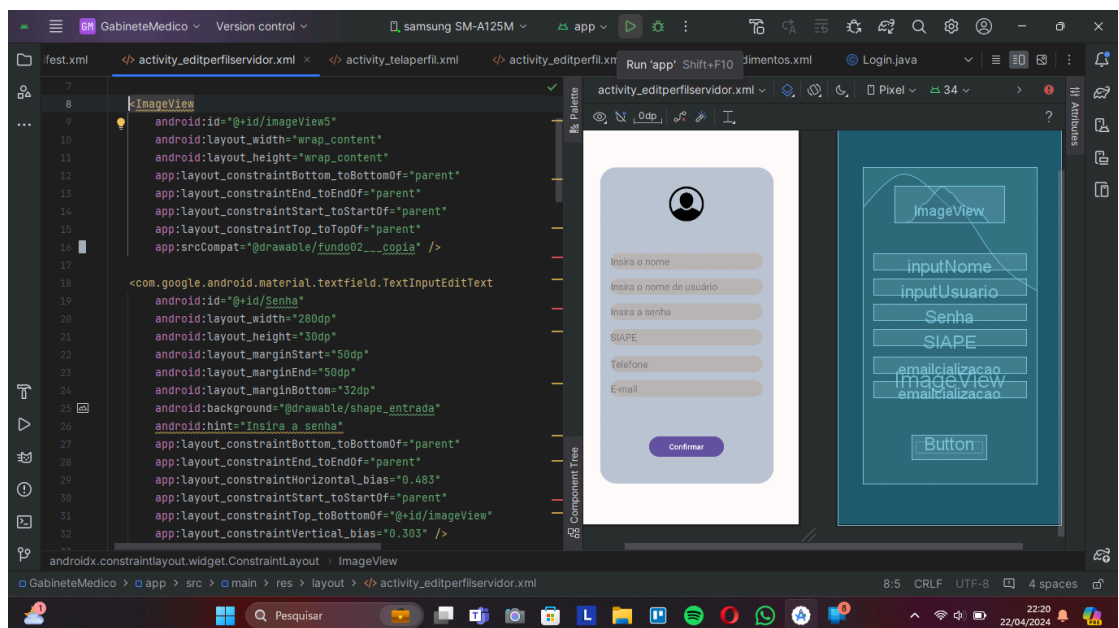 GM GabineteMedico Version control samsung SM-A125M app
ifest.xml activity_editperfilservidor.xml activity_telaperfil.xml activity_editperfil.xm dimentos.xml Login.java
Run 'app' Shift+F10
Palette
activity_editperfilservidor.xml Pixel 34
0dp
Attributes
7
8 <ImageView
9 android:id="@+id/imageView5"
10 android:layout_width="wrap_content"
11 android:layout_height="wrap_content"
12 app:layout_constraintBottom_toBottomOf="parent"
13 app:layout_constraintEnd_toEndOf="parent"
14 app:layout_constraintStart_toStartOf="parent"
15 app:layout_constraintTop_toTopOf="parent"
16 app:srcCompat="@drawable/fundo02___copia" />
17
18 <com.google.android.material.textfield.TextInputEditText
19 android:id="@+id/Senha"
20 android:layout_width="280dp"
21 android:layout_height="30dp"
22 android:layout_marginStart="50dp"
23 android:layout_marginEnd="50dp"
24 android:layout_marginBottom="32dp"
25 android:background="@drawable/shape_entrada"
26 android:hint="Insira a senha"
27 app:layout_constraintBottom_toBottomOf="parent"
28 app:layout_constraintEnd_toEndOf="parent"
29 app:layout_constraintHorizontal_bias="0.483"
30 app:layout_constraintStart_toStartOf="parent"
31 app:layout_constraintTop_toBottomOf="@+id/imageView"
32 app:layout_constraintVertical_bias="0.303" />
Component Tree
Insira o nome
Insira o nome de usuário
Insira a senha
SIAPE
Telefone
E-mail
Confirmar
ImageView
inputNome
inputUsuario
Senha
SIAPE
emailcializacao
ImageView
emailcializacao
Button
androidx.constraintlayout.widget.ConstraintLayout ImageView
GabineteMedico > app > src > main > res > layout > activity_editperfilservidor.xml 8:5 CRLF UTF-8 4 spaces
Pesquisar
22:20
22/04/2024